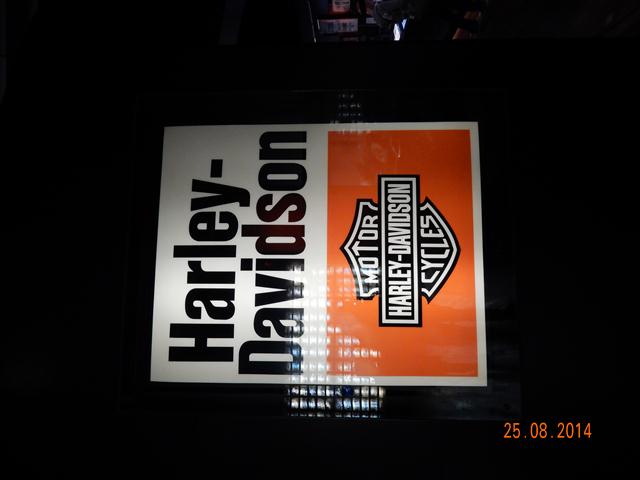 Harley-
Davidson
MOTOR
HARLEY-DAVIDSON
CYCLES
25.08.2014